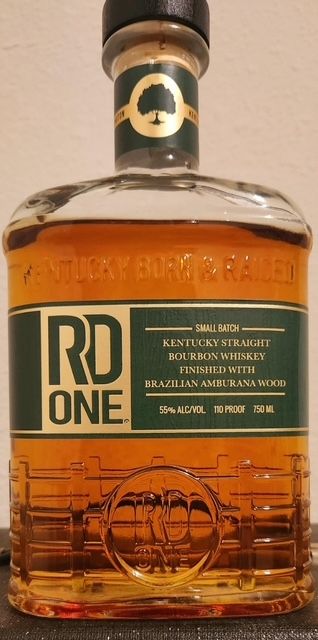 KENTUCKY BORN & RAISED
RD
ONE
SMALL BATCH
KENTUCKY STRAIGHT
BOURBON WHISKEY
FINISHED WITH
BRAZILIAN AMBURANA WOOD
55% ALC/VOL. 110 PROOF 750 ML
RD
ONE